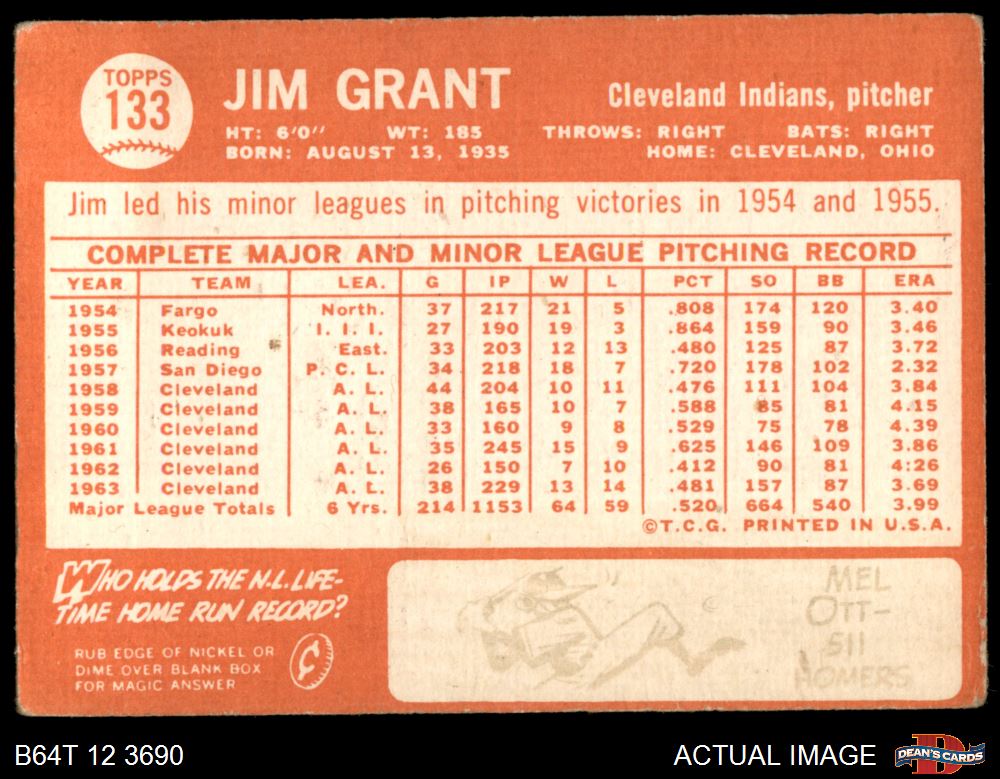 TOPPS
133
JIM GRANT
Cleveland Indians, pitcher
HT: 6'0" WT: 185 THROWS: RIGHT BATS: RIGHT
BORN: AUGUST 13, 1935 HOME: CLEVELAND, OHIO
Jim led his minor leagues in pitching victories in 1954 and 1955.
COMPLETE MAJOR AND MINOR LEAGUE PITCHING RECORD
YEAR TEAM LEA. G IP W L PCT SO BB ERA
1954 Fargo North. 37 217 21 5 .808 174 120 3.40
1955 Keokuk I. I. I. 27 190 19 3 .864 159 90 3.46
1956 Reading East. 33 203 12 13 .480 125 87 3.72
1957 San Diego P. C. L. 34 218 18 7 .720 178 102 2.32
1958 Cleveland A. L. 44 204 10 11 .476 111 104 3.84
1959 Cleveland A. L. 38 165 10 7 .588 85 81 4.15
1960 Cleveland A. L. 33 160 9 8 .529 75 78 4.39
1961 Cleveland A. L. 35 245 15 9 .625 146 109 3.86
1962 Cleveland A. L. 26 150 7 10 .412 90 81 4:26
1963 Cleveland A. L. 38 229 13 14 .481 157 87 3.69
Major League Totals 6 Yrs. 214 1153 64 59 .520 664 540 3.99
©T.C.G. PRINTED IN U.S.A.
WHO HOLDS THE N.L. LIFE-
TIME HOME RUN RECORD?
RUB EDGE OF NICKEL OR
DIME OVER BLANK BOX
FOR MAGIC ANSWER
MEL
OTT-
511
HOMERS
B64T 12 3690
ACTUAL IMAGE
DEAN'S CARDS